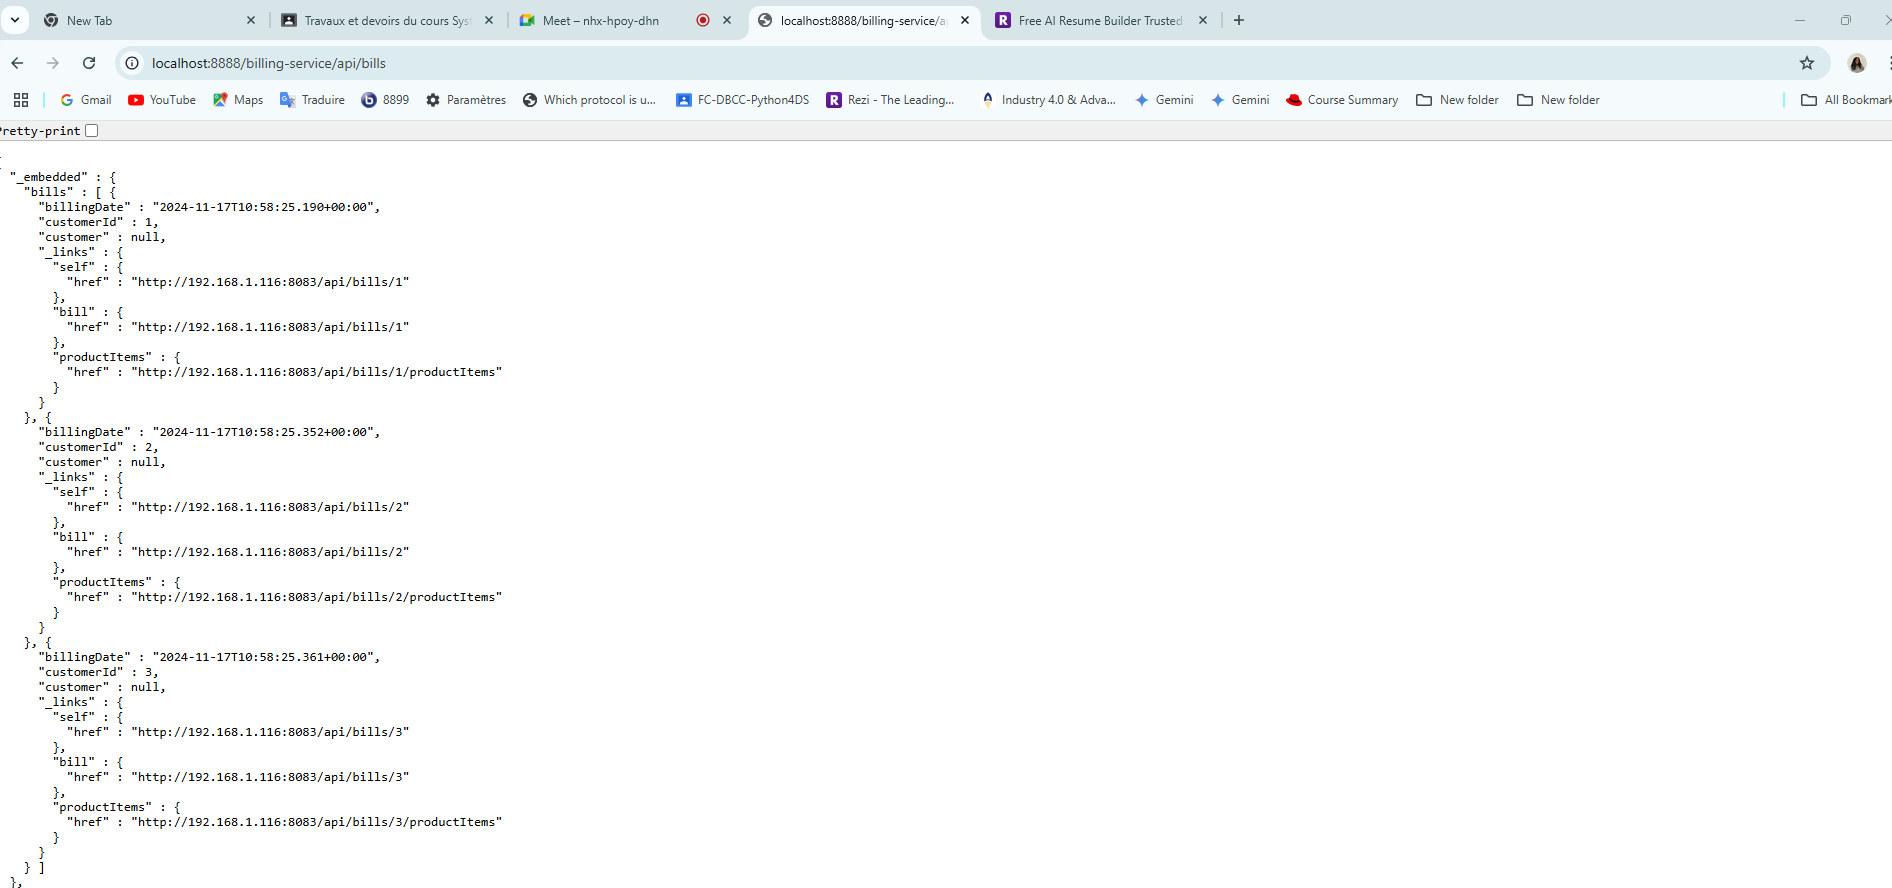 New Tab
Travaux et devoirs du cours Syst
Meet – nhx-hpoy-dhn
localhost:8888/billing-service/ap
Free AI Resume Builder Trusted
localhost:8888/billing-service/api/bills
Gmail
YouTube
Maps
Traduire
8899
Paramètres
Which protocol is u...
FC-DBCC-Python4DS
Rezi - The Leading...
Industry 4.0 & Adva...
Gemini
Gemini
Course Summary
New folder
New folder
All Bookmark
Pretty-print
{
"_embedded" : {
"bills" : [ {
"billingDate" : "2024-11-17T10:58:25.190+00:00",
"customerId" : 1,
"customer" : null,
"_links" : {
"self" : {
"href" : "http://192.168.1.116:8083/api/bills/1"
},
"bill" : {
"href" : "http://192.168.1.116:8083/api/bills/1"
},
"productItems" : {
"href" : "http://192.168.1.116:8083/api/bills/1/productItems"
}
}
}, {
"billingDate" : "2024-11-17T10:58:25.352+00:00",
"customerId" : 2,
"customer" : null,
"_links" : {
"self" : {
"href" : "http://192.168.1.116:8083/api/bills/2"
},
"bill" : {
"href" : "http://192.168.1.116:8083/api/bills/2"
},
"productItems" : {
"href" : "http://192.168.1.116:8083/api/bills/2/productItems"
}
}
}, {
"billingDate" : "2024-11-17T10:58:25.361+00:00",
"customerId" : 3,
"customer" : null,
"_links" : {
"self" : {
"href" : "http://192.168.1.116:8083/api/bills/3"
},
"bill" : {
"href" : "http://192.168.1.116:8083/api/bills/3"
},
"productItems" : {
"href" : "http://192.168.1.116:8083/api/bills/3/productItems"
}
}
} ]
},